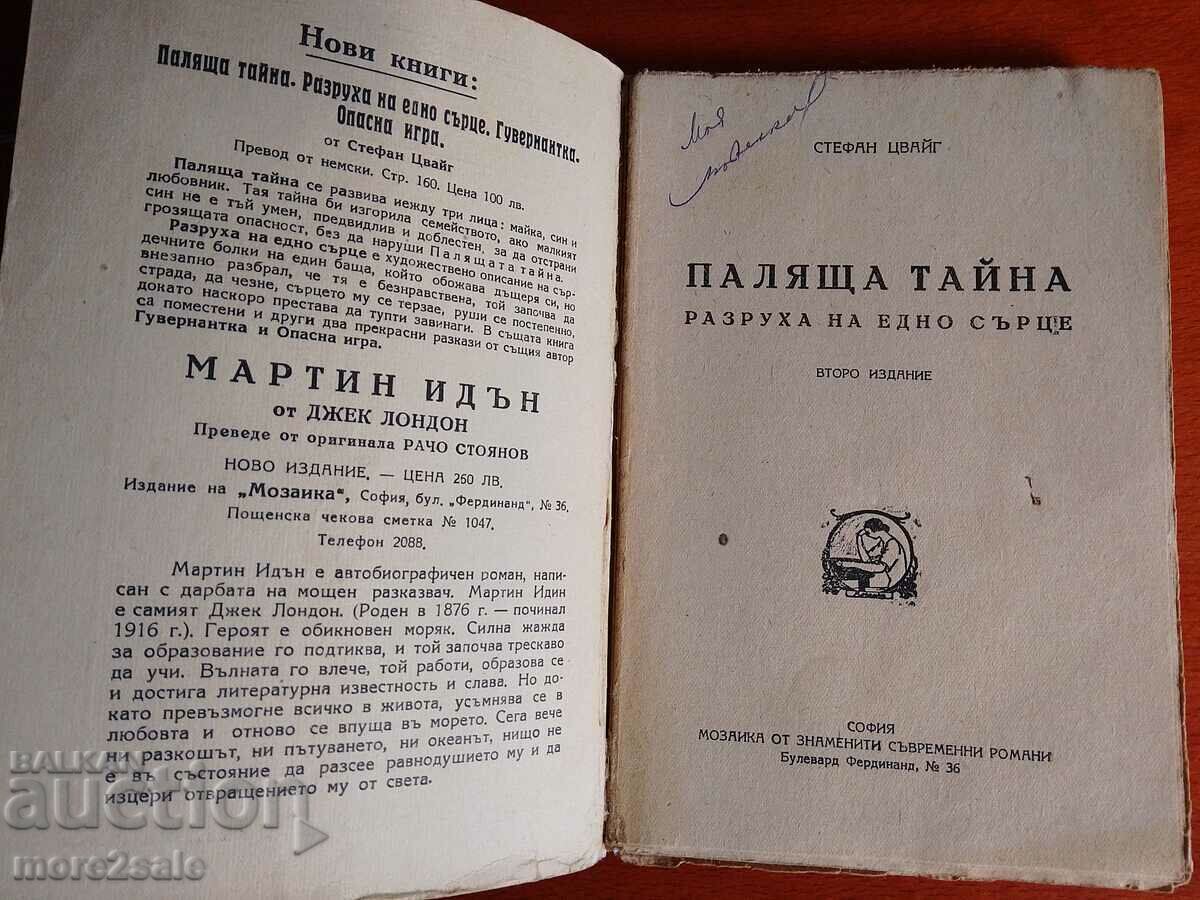 Нови книги:
Паляща тайна. Разруха на едно сърце. Гувернантка.
Опасна игра.
от Стефан Цвайг
Превод от немски. Стр. 160. Цена 100 лв.
Паляща тайна се развива иежду три лица: майка, син и
любовник. Тая тайна би изгорила семейството, ако малкият
син не е тъй умен, предвидлив и доблестен, за да отстрани
грозящата опасност, без да наруши Палящата тайна.
Разруха на едно сърце е художествено описание на сър-
дечните болки на един баща, който обожава дъщеря си, но
внезапно разбрал, че тя е безнравствена, той започва да
страда, да чезне, сърцето му се терзае, руши се постепенно,
докато наскоро престава да тупти завинаги. В същата книга
са поместени и други два прекрасни разкази от същия автор
Гувернантка и Опасна игра.
МАРТИН ИДЪН
от ДЖЕК ЛОНДОН
Преведе от оригинала РАЧО СТОЯНОВ
НОВО ИЗДАНИЕ. — ЦЕНА 260 ЛВ.
Издание на „Мозайка", София, бул. „Фердинанд", № 36.
Пощенска чекова сметка № 1047.
Телефон 2088.
Мартин Идън е автобиографичен роман, напи-
сан с дарбата на мощен разказвач. Мартин Идин
е самият Джек Лондон. (Роден в 1876 г. — починал
1916 г.). Героят е обикновен моряк. Силна жажда
за образование го подтиква, и той започва трескаво
да учи. Вълната го влече, той работи, образова се
и достига литературна известност и слава. Но до-
като превъзмогне всичко в живота, усъмнява се в
любовта и отново се впуща въ морето. Сега вече
ни разкошът, ни пътуването, ни океанът, нищо не
е въ състояние да разсее равнодушието му и да
изцери отвращението му от света.
Моя
СТЕФАН ЦВАЙГ
ПАЛЯЩА ТАЙНА
РАЗРУХА НА ЕДНО СЪРЦЕ
ВТОРО ИЗДАНИЕ
СОФИЯ
МОЗАИКА ОТ ЗНАМЕНИТИ СЪВРЕМЕННИ РОМАНИ
Булевард Фердинанд, № 36
БАЛКАН
auction
more2sale